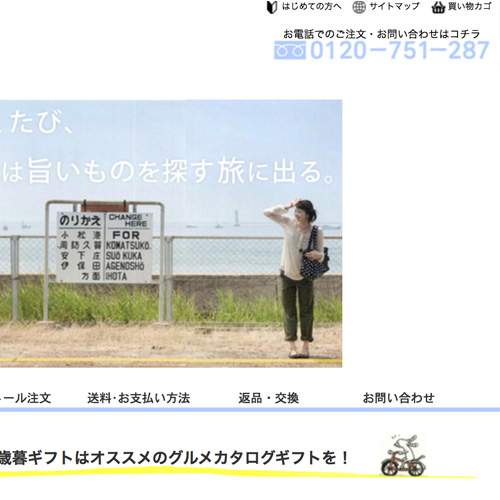 はじめての方へ サイトマップ 買い物カゴ
お電話でのご注文・お問い合わせはコチラ
0120-751-287
たび、
は旨いものを探す旅に出る。
のりかえ CHANGE HERE
小松港 FOR KOMATSUKO.
周防久賀 SUŌ KUKA
安下庄 AGENOSHŌ
伊保田 IHOTA
方面
ール注文 送料・お支払い方法 返品・交換 お問い合わせ
歳暮ギフトはオススメのグルメカタログギフトを！